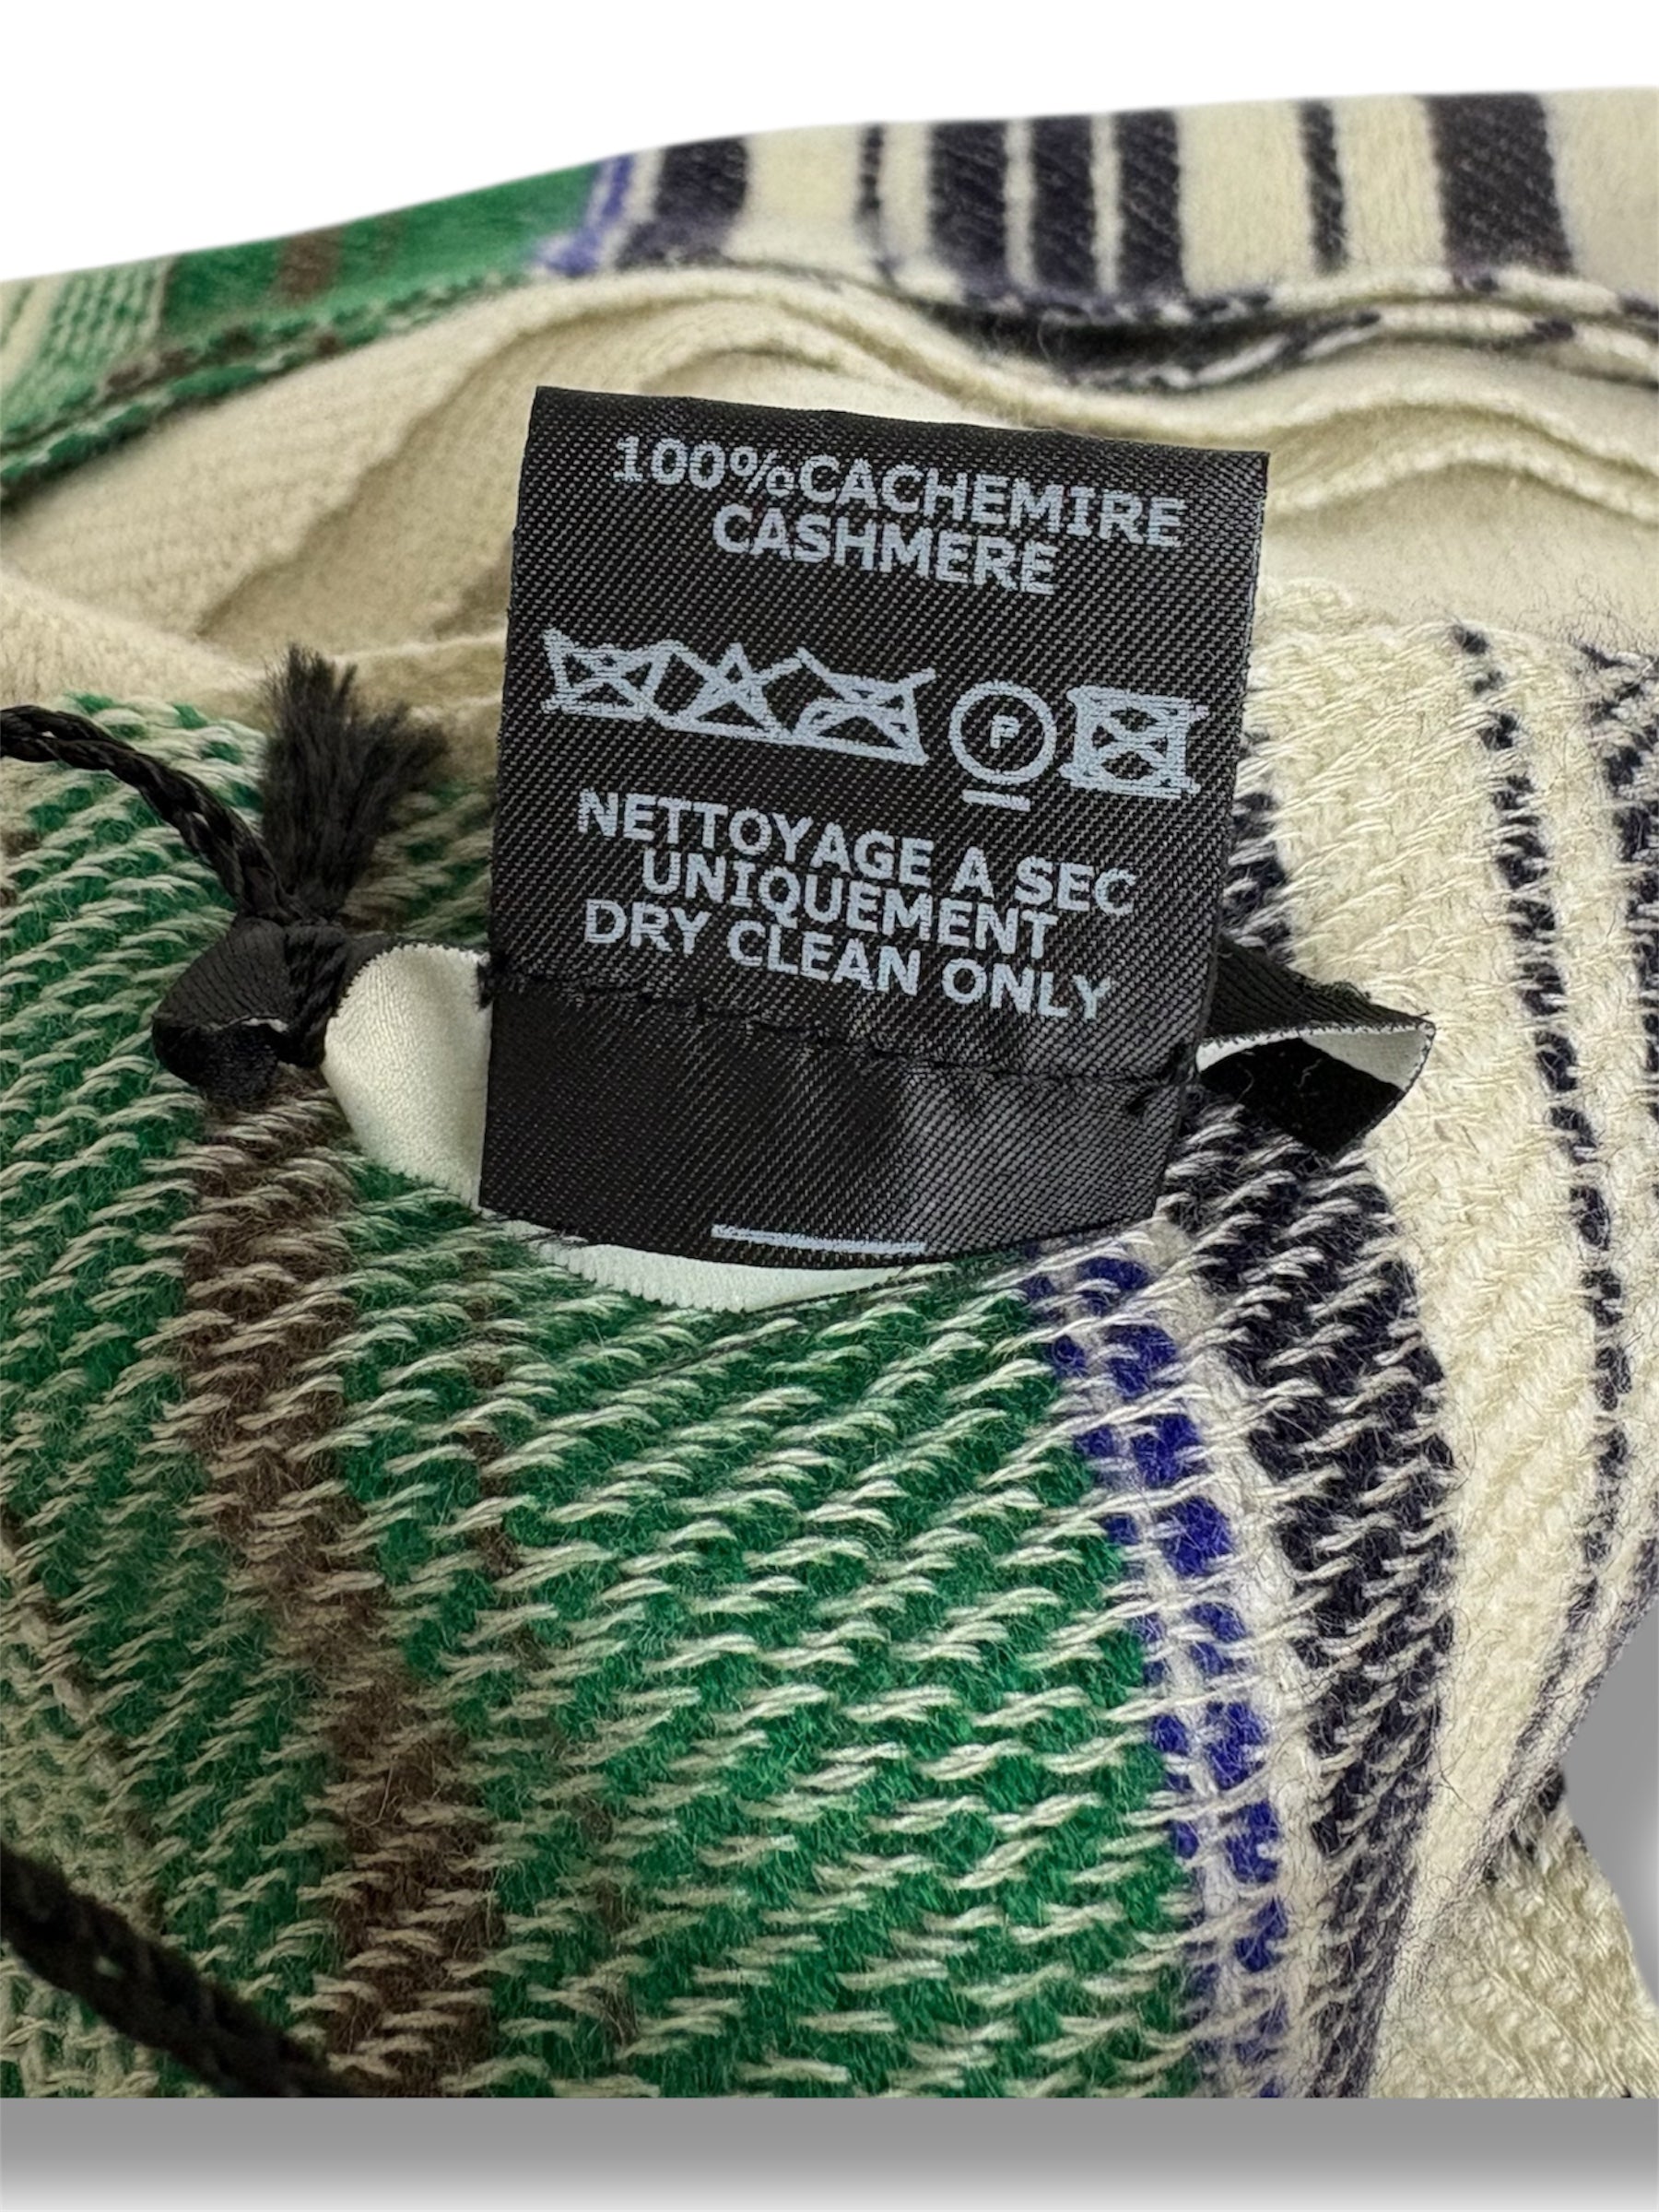 100%CACHEMIRE
CASHMERE
P
NETTOYAGE A SEC
UNIQUEMENT
DRY CLEAN ONLY